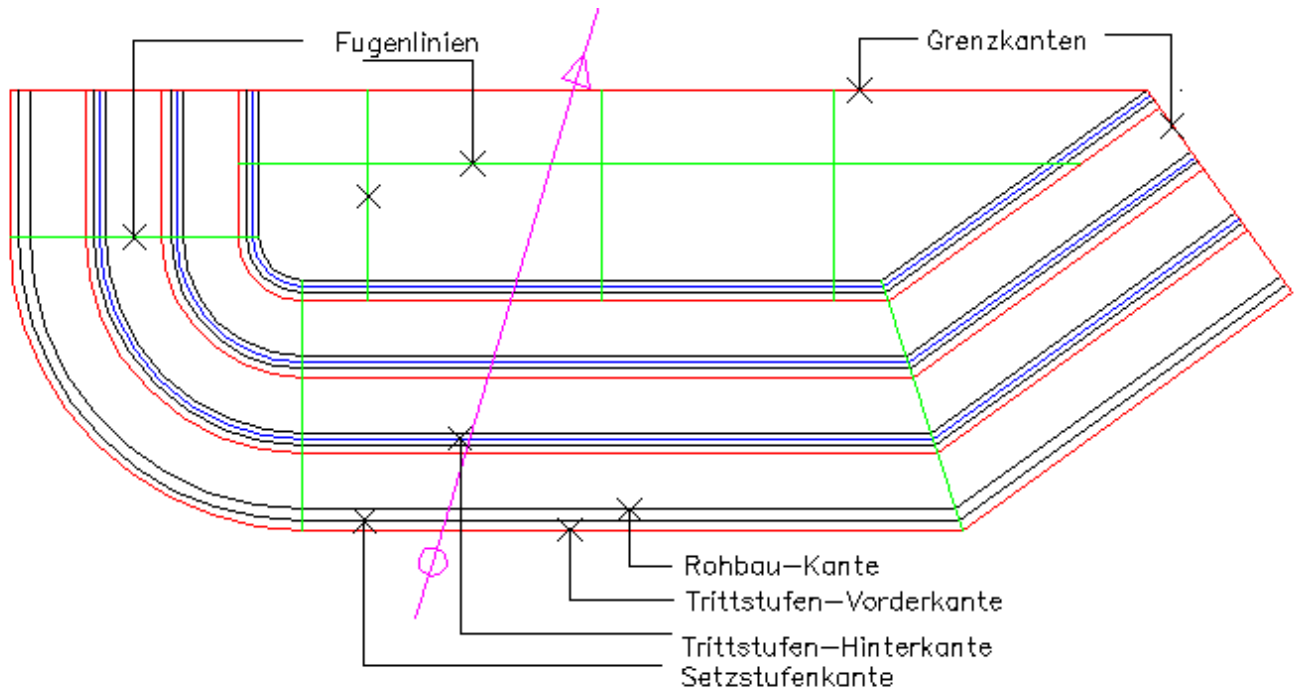 Fugenlinien
Grenzkanten
Rohbau-Kante
Trittstufen-Vorderkante
Trittstufen-Hinterkante
Setzstufenkante